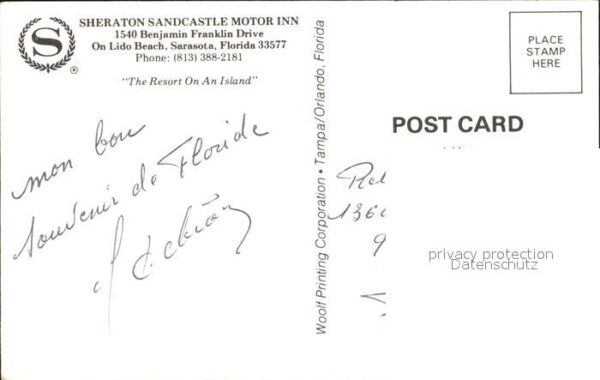 S
SHERATON SANDCASTLE MOTOR INN
1540 Benjamin Franklin Drive
On Lido Beach, Sarasota, Florida 33577
Phone: (813) 388-2181
"The Resort On An Island"
mon bon
souvenir de Floride
Woolf Printing Corporation • Tampa/Orlando, Florida
PLACE
STAMP
HERE
POST CARD
136
9
privacy protection
Datenschutz